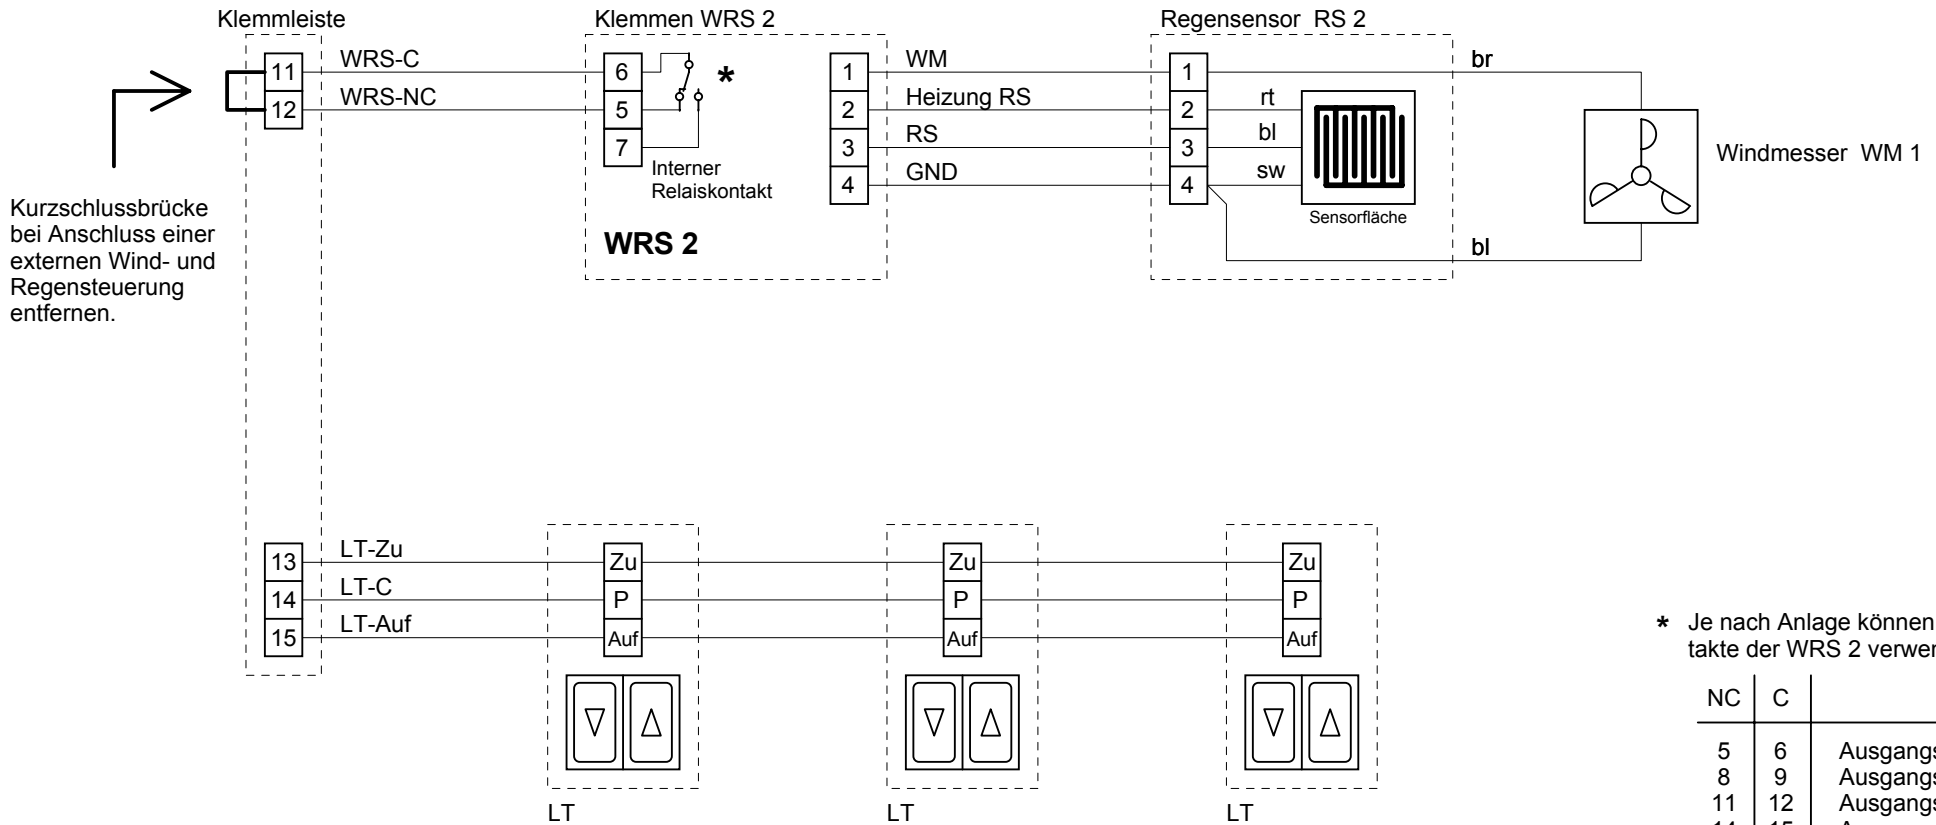 Klemmleiste
Klemmen WRS 2
Regensensor RS 2
11
WRS-C
6
*
1
WM
1
br
12
WRS-NC
5
2
Heizung RS
2
rt
7
3
RS
3
bl
Windmesser WM 1
Interner
Relaiskontakt
4
GND
4
sw
Sensorfläche
WRS 2
bl
Kurzschlussbrücke
bei Anschluss einer
externen Wind- und
Regensteuerung
entfernen.
13
LT-Zu
Zu
Zu
Zu
14
LT-C
P
P
P
15
LT-Auf
Auf
Auf
Auf
LT
LT
LT
* Je nach Anlage können
takte der WRS 2
NC C
5 6
8 9
11 12